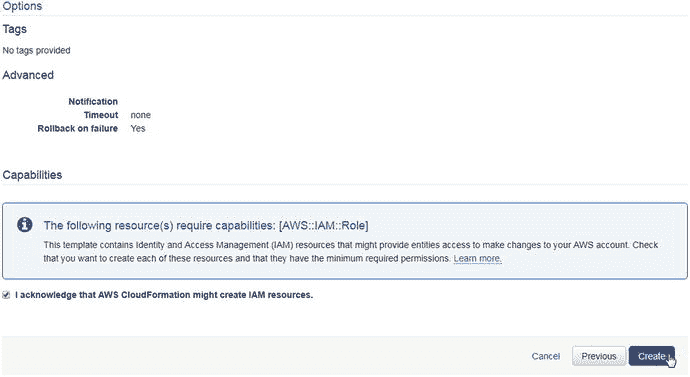 Options
Tags
No tags provided
Advanced
Notification
Timeout none
Rollback on failure Yes
Capabilities
The following resource(s) require capabilities: [AWS::IAM::Role]
This template contains Identity and Access Management (IAM) resources that might provide entities access to make changes to your AWS account. Check
that you want to create each of these resources and that they have the minimum required permissions. Learn more.
I acknowledge that AWS CloudFormation might create IAM resources.
Cancel Previous Create